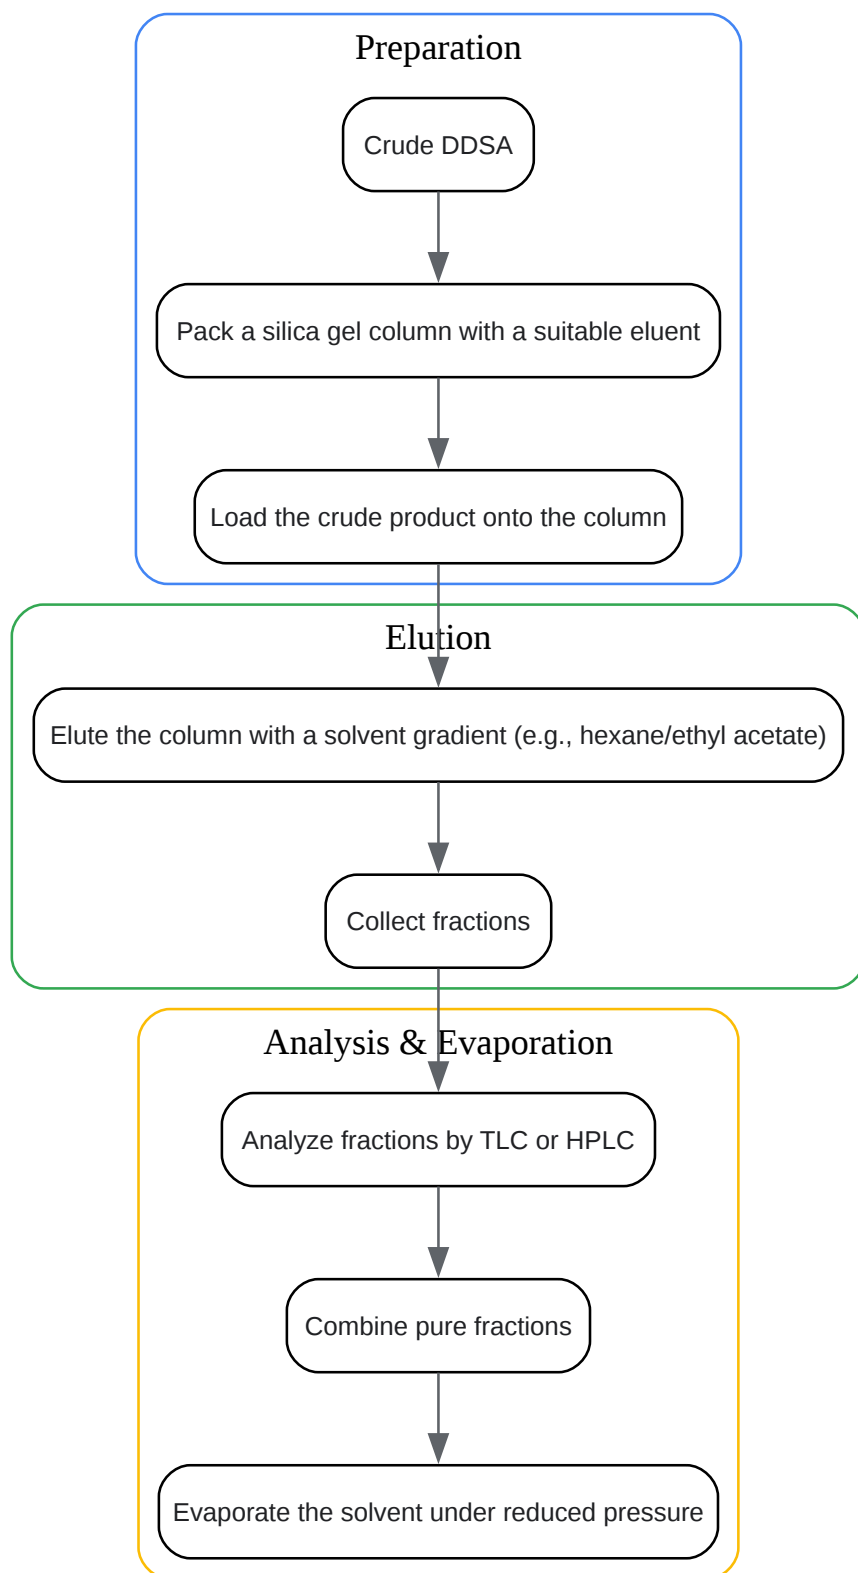 Preparation
Crude DDSA
Pack a silica gel column with a suitable eluent
Load the crude product onto the column
Elution
Elute the column with a solvent gradient (e.g., hexane/ethyl acetate)
Collect fractions
Analysis & Evaporation
Analyze fractions by TLC or HPLC
Combine pure fractions
Evaporate the solvent under reduced pressure